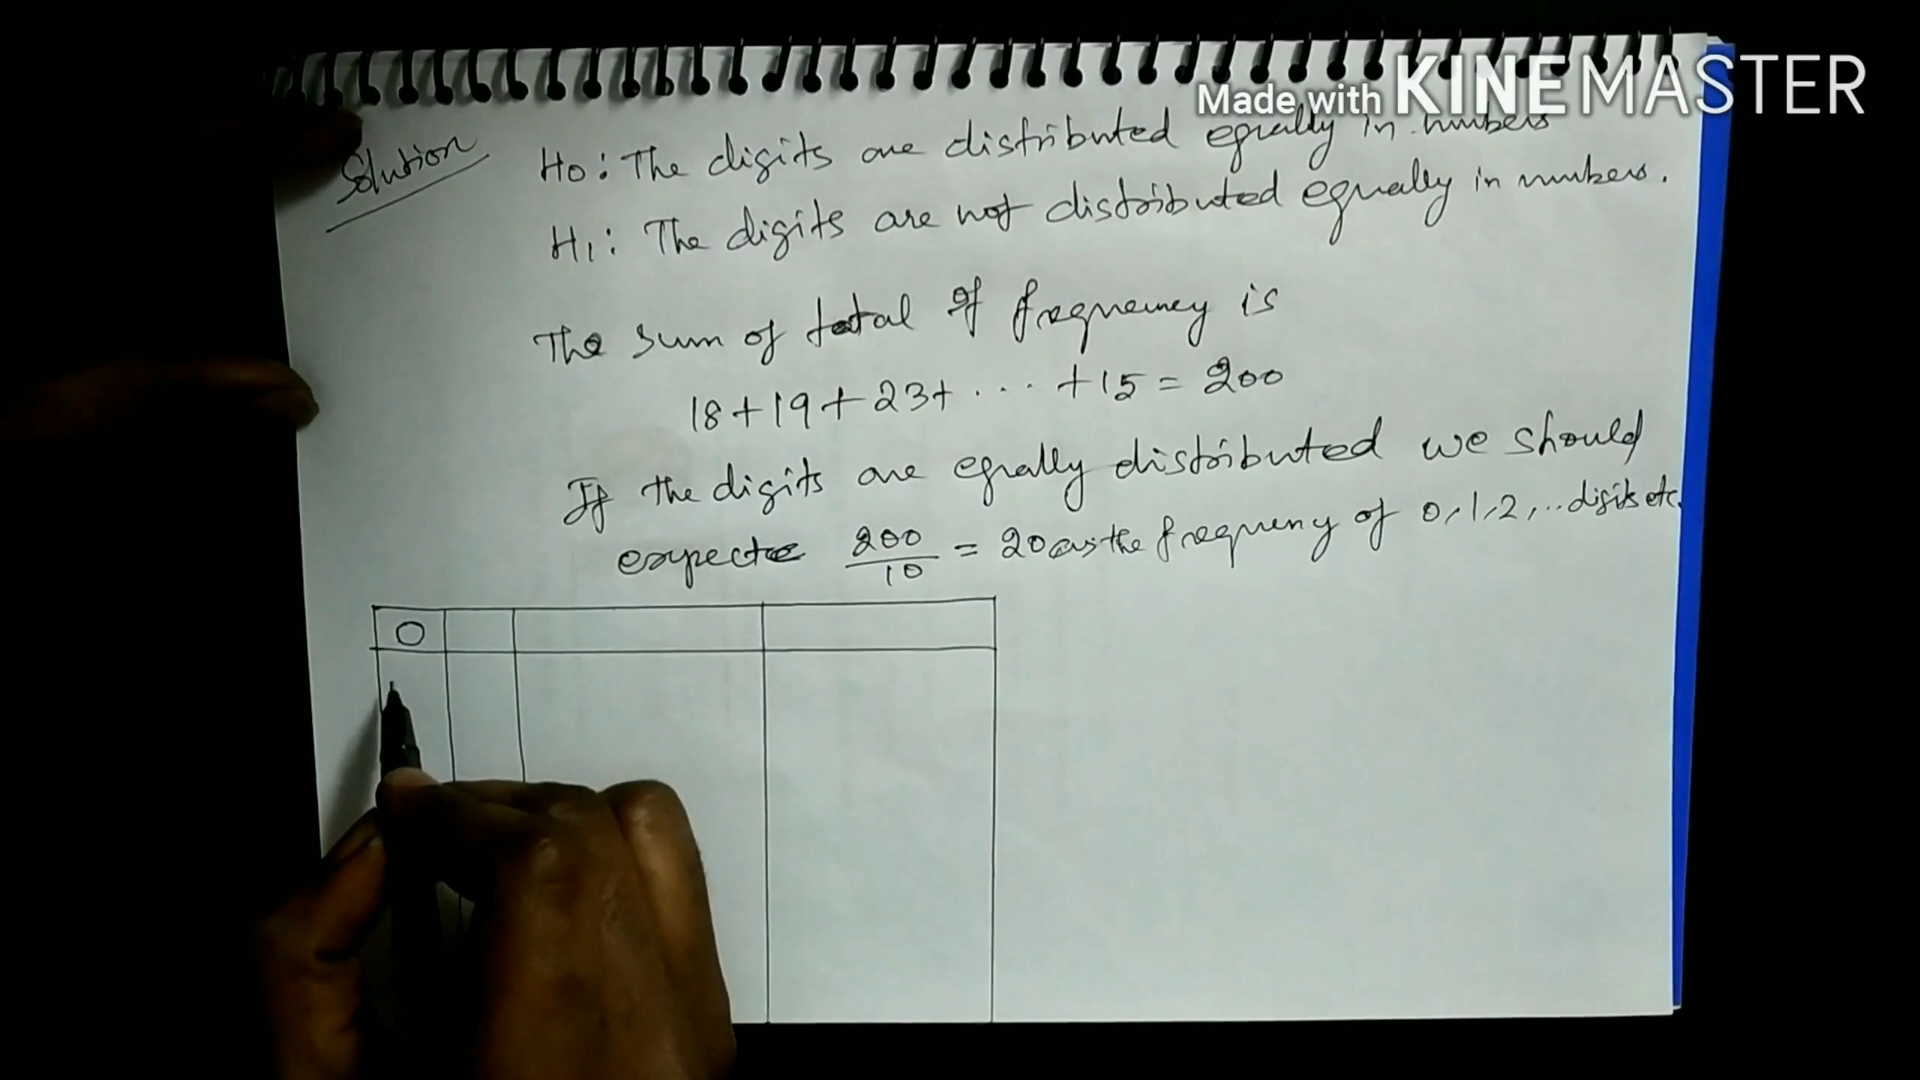 Made with KINEMASTER
Solution
H0: The digits are distributed equally in numbers
H1: The digits are not distributed equally in numbers.
The sum of total of frequency is
18+19+23+ ... +15 = 200
If the digits are equally distributed we should
expect 200/10 = 20 as the frequency of 0,1,2,... digits etc.
O